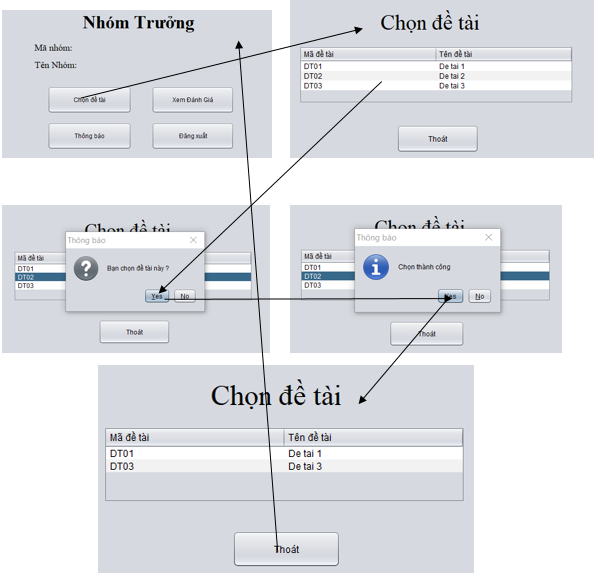 Nhóm Trưởng
Mã nhóm:
Tên Nhóm:
Chọn đề tài
Xem Đánh Giá
Thông báo
Đăng xuất
Chọn đề tài
Mã đề tài Tên đề tài
DT01 De tai 1
DT02 De tai 2
DT03 De tai 3
Thoát
Chọn đề tài
Thông báo
Mã đề tài
DT01
DT02
DT03
Bạn chọn đề tài này ?
Yes No
Thoát
Chọn đề tài
Thông báo
Mã đề tài
DT01
DT02
DT03
Chọn thành công
Yes No
Thoát
Chọn đề tài
Mã đề tài Tên đề tài
DT01 De tai 1
DT03 De tai 3
Thoát